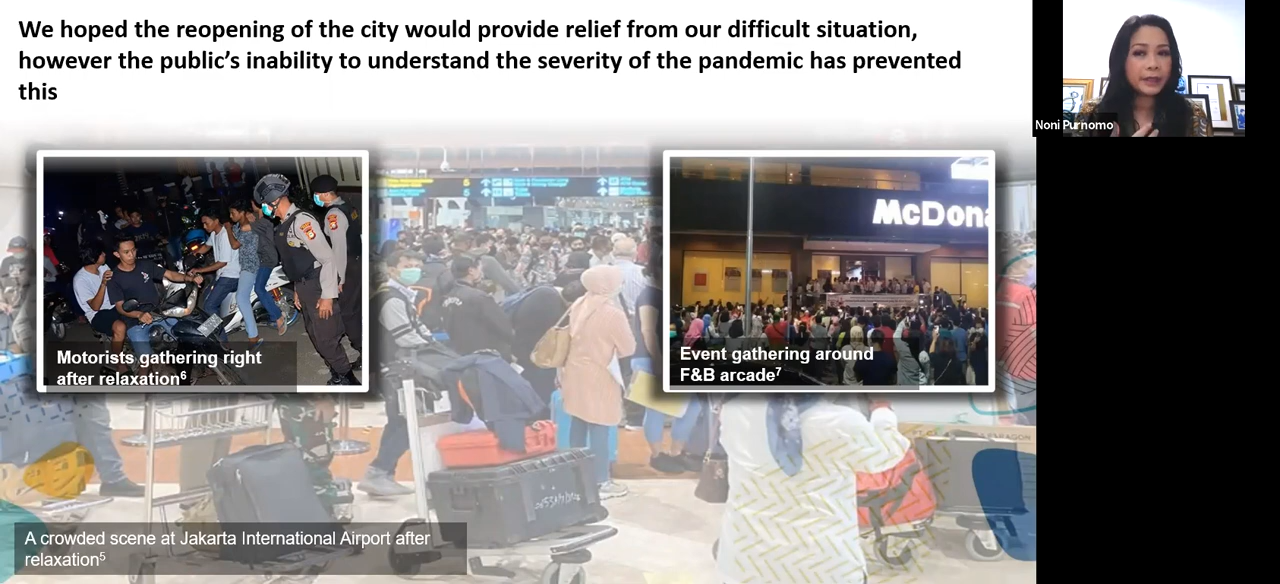 We hoped the reopening of the city would provide relief from our difficult situation,
however the public’s inability to understand the severity of the pandemic has prevented
this
Noni Purnomo
McDona
Motorists gathering right
after relaxation⁶
Event gathering around
F&B arcade⁷
A crowded scene at Jakarta International Airport after
relaxation⁵